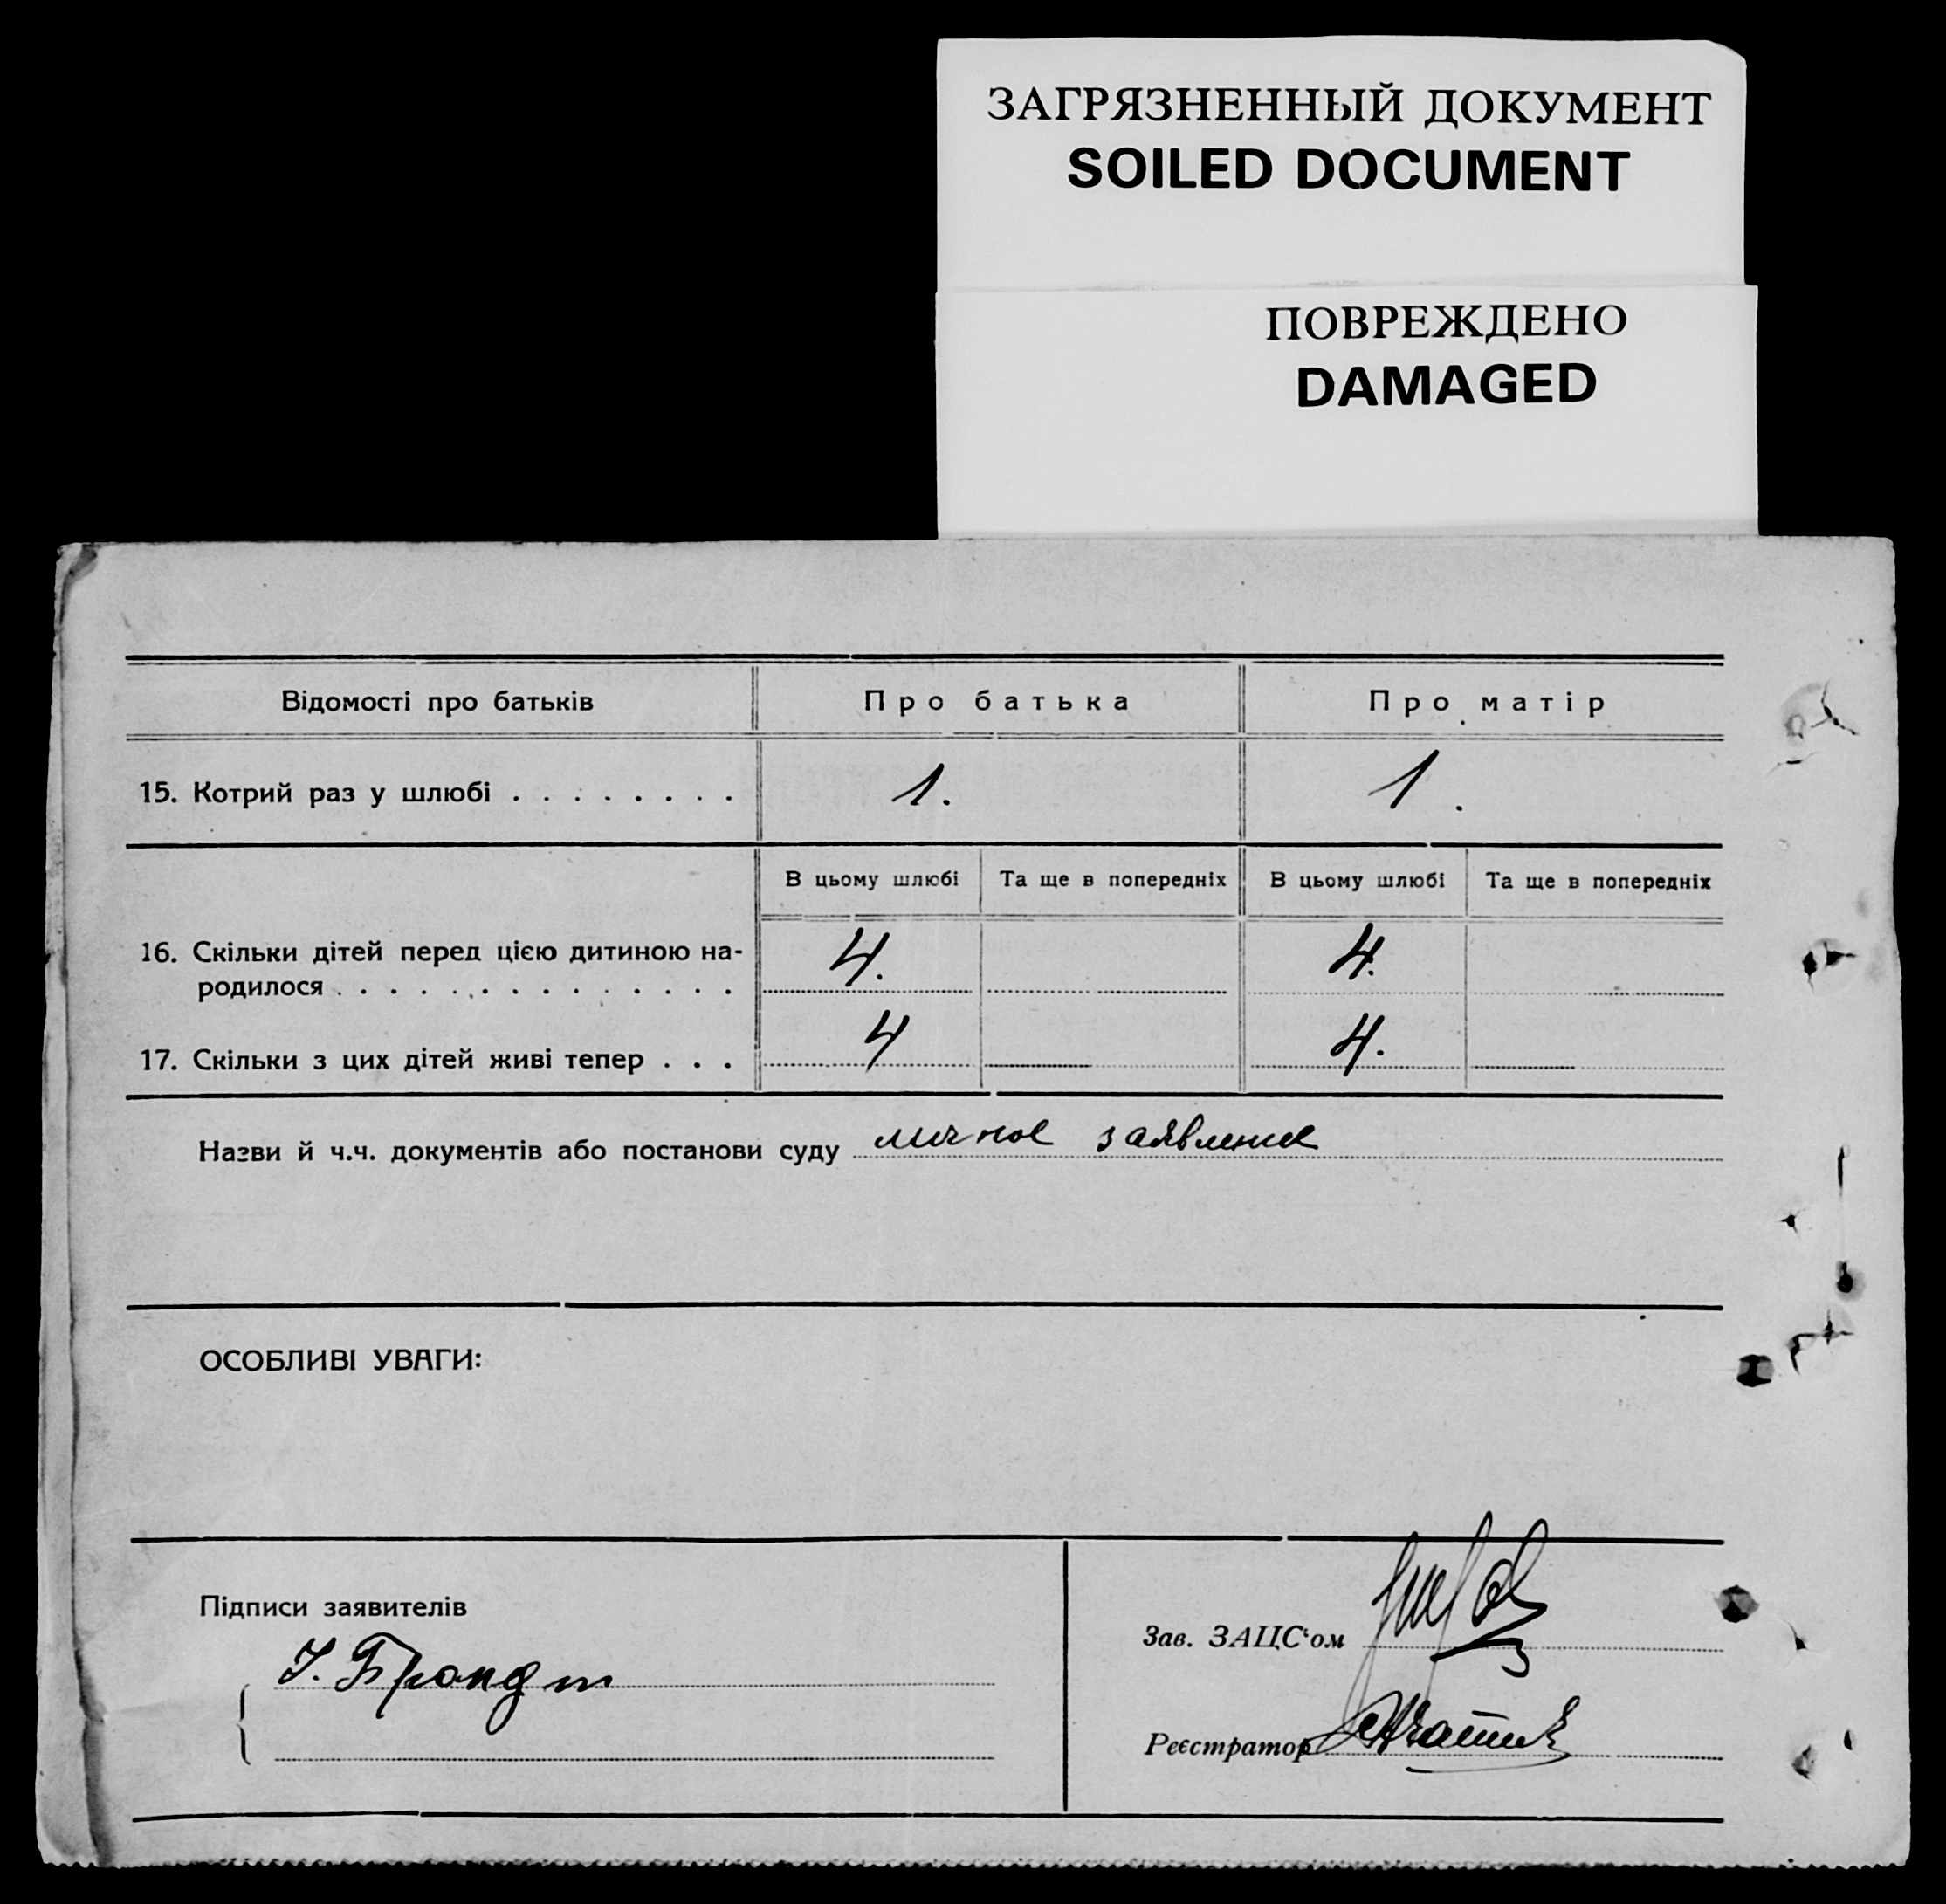 ЗАГРЯЗНЕННЫЙ ДОКУМЕНТ
SOILED DOCUMENT
ПОВРЕЖДЕНО
DAMAGED
Відомості про батьків Про батька Про матір
15. Котрий раз у шлюбі . . . . . . . . 1. 1.
В цьому шлюбі Та ще в попередніх В цьому шлюбі Та ще в попередніх
16. Скільки дітей перед цією дитиною на- 4. 4.
родилося . . . . . . . . . . . . . . .
17. Скільки з цих дітей живі тепер . . . 4 4.
Назви й ч.ч. документів або постанови суду личное заявление
ОСОБЛИВІ УВАГИ:
Підписи заявителів
Зав. ЗАЦС‘ом
Брандт
Реєстратор